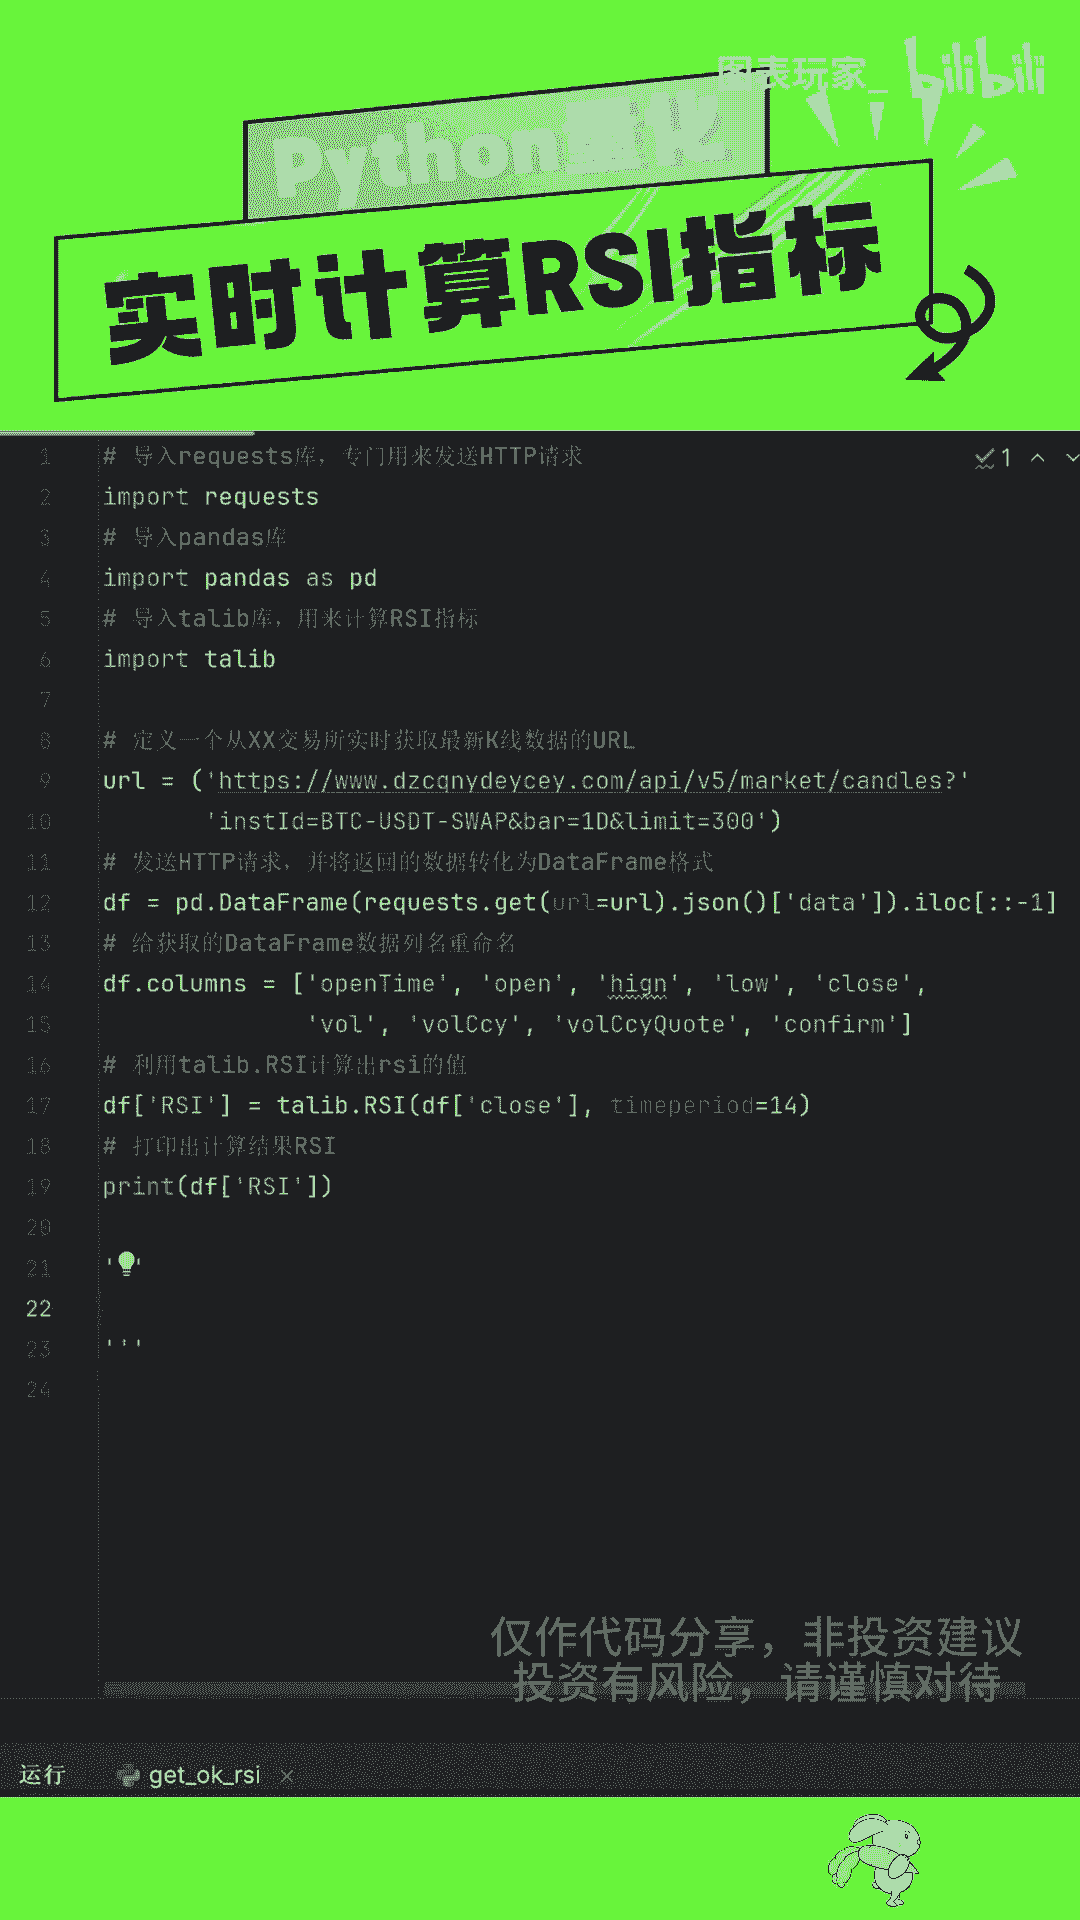 图表玩家_ bilibili
Python量化
实时计算RSI指标
1 # 导入requests库，专门用来发送HTTP请求
2 import requests
3 # 导入pandas库
4 import pandas as pd
5 # 导入talib库，用来计算RSI指标
6 import talib
7
8 # 定义一个从XX交易所实时获取最新K线数据的URL
9 url = ('https://www.dzcqnydeycey.com/api/v5/market/candles?'
10 'instId=BTC-USDT-SWAP&bar=1D&limit=300')
11 # 发送HTTP请求，并将返回的数据转化为DataFrame格式
12 df = pd.DataFrame(requests.get(url=url).json()['data']).iloc[::-1]
13 # 给获取的DataFrame数据列名重命名
14 df.columns = ['openTime', 'open', 'hign', 'low', 'close',
15 'vol', 'volCcy', 'volCcyQuote', 'confirm']
16 # 利用talib.RSI计算出rsi的值
17 df['RSI'] = talib.RSI(df['close'], timeperiod=14)
18 # 打印出计算结果RSI
19 print(df['RSI'])
20
21 ' '
22
23 '''
24
1
仅作代码分享，非投资建议
投资有风险，请谨慎对待
运行 get_ok_rsi ×